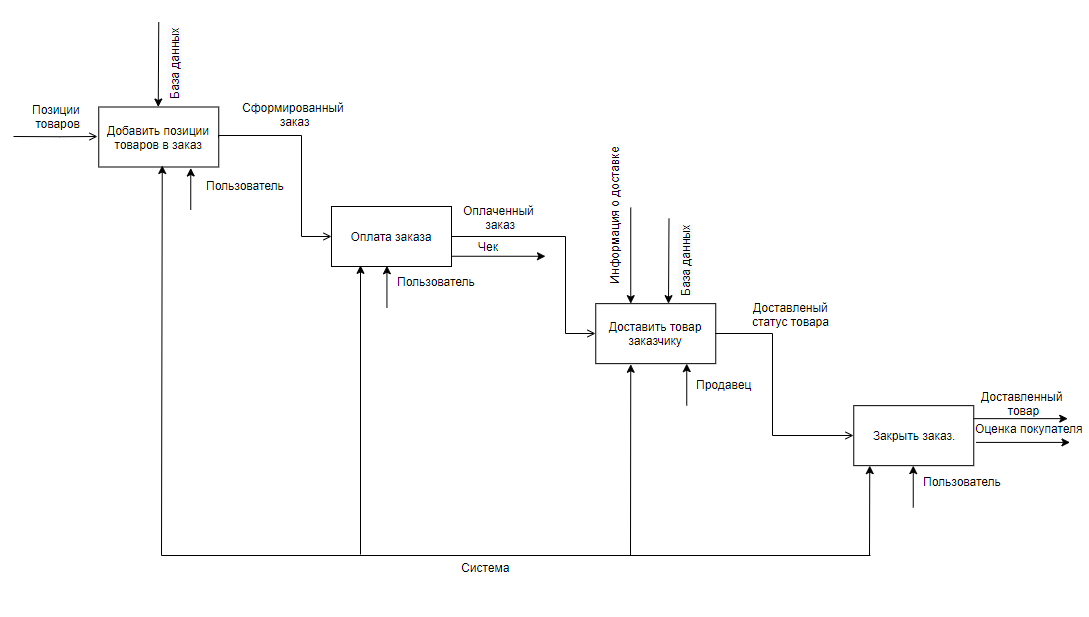 База данных
Позиции
товаров
Добавить позиции
товаров в заказ
Сформированный
заказ
Пользователь
Оплата заказа
Оплаченный
заказ
Чек
Пользователь
Информация о доставке
База данных
Доставить товар
заказчику
Доставленый
статус товара
Продавец
Закрыть заказ.
Доставленный
товар
Оценка покупателя
Пользователь
Система